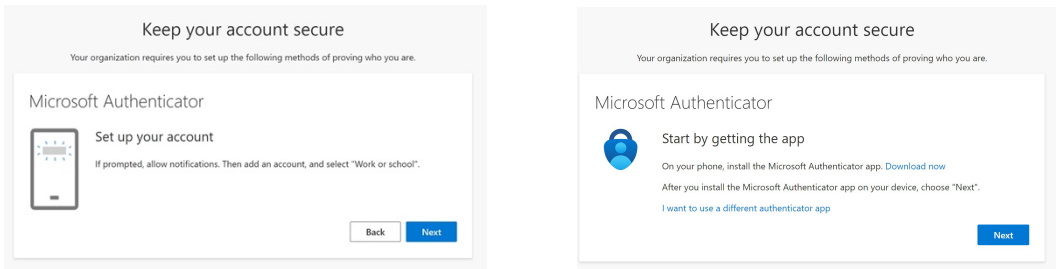 Keep your account secure
Your organization requires you to set up the following methods of proving who you are.
Microsoft Authenticator
Set up your account
If prompted, allow notifications. Then add an account, and select "Work or school".
Back
Next
Keep your account secure
Your organization requires you to set up the following methods of proving who you are.
Microsoft Authenticator
Start by getting the app
On your phone, install the Microsoft Authenticator app. Download now
After you install the Microsoft Authenticator app on your device, choose "Next".
I want to use a different authenticator app
Next